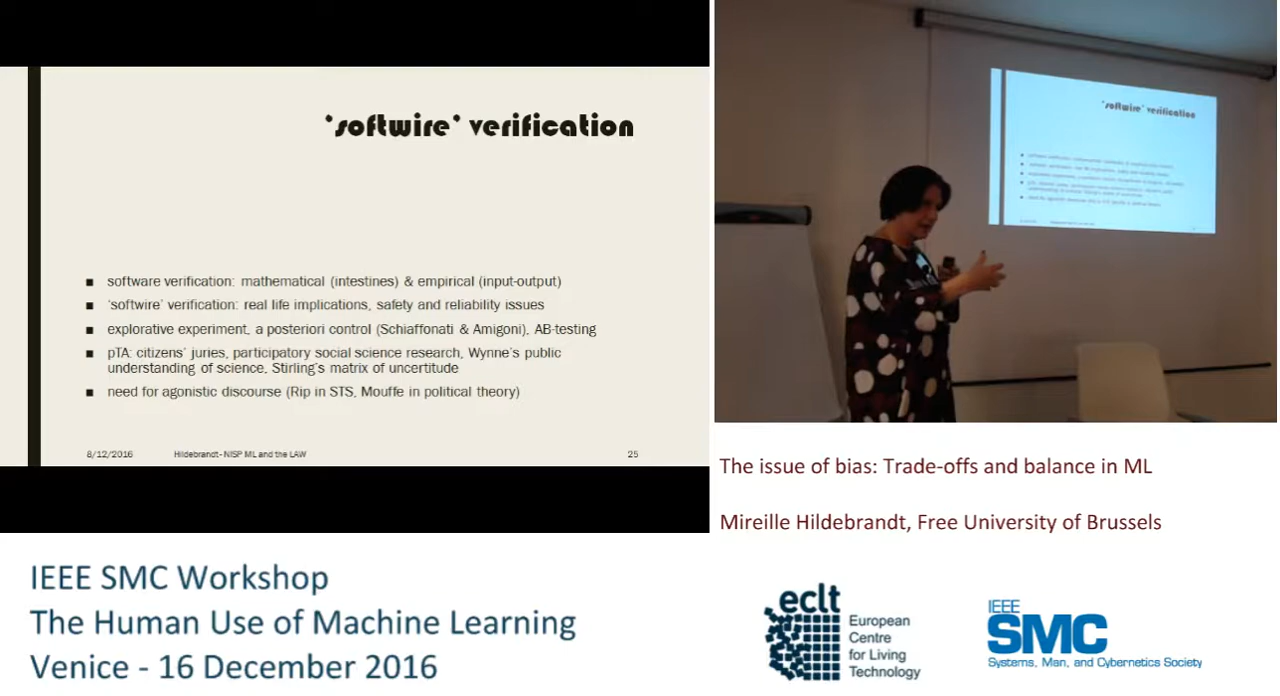 'softwire' verification
■ software verification: mathematical (intestines) & empirical (input-output)
■ 'softwire' verification: real life implications, safety and reliability issues
■ explorative experiment, a posteriori control (Schiaffonati & Amigoni), AB-testing
■ pTA: citizens' juries, participatory social science research, Wynne's public
understanding of science, Stirling's matrix of uncertitude
■ need for agonistic discourse (Rip in STS, Mouffe in political theory)
8/12/2016 Hildebrandt- NISP ML and the LAW 25
'softwire' verification
The issue of bias: Trade-offs and balance in ML
Mireille Hildebrandt, Free University of Brussels
IEEE SMC Workshop
The Human Use of Machine Learning
Venice - 16 December 2016
eclt
European
Centre
for Living
Technology
IEEE
SMC
Systems, Man, and Cybernetics Society